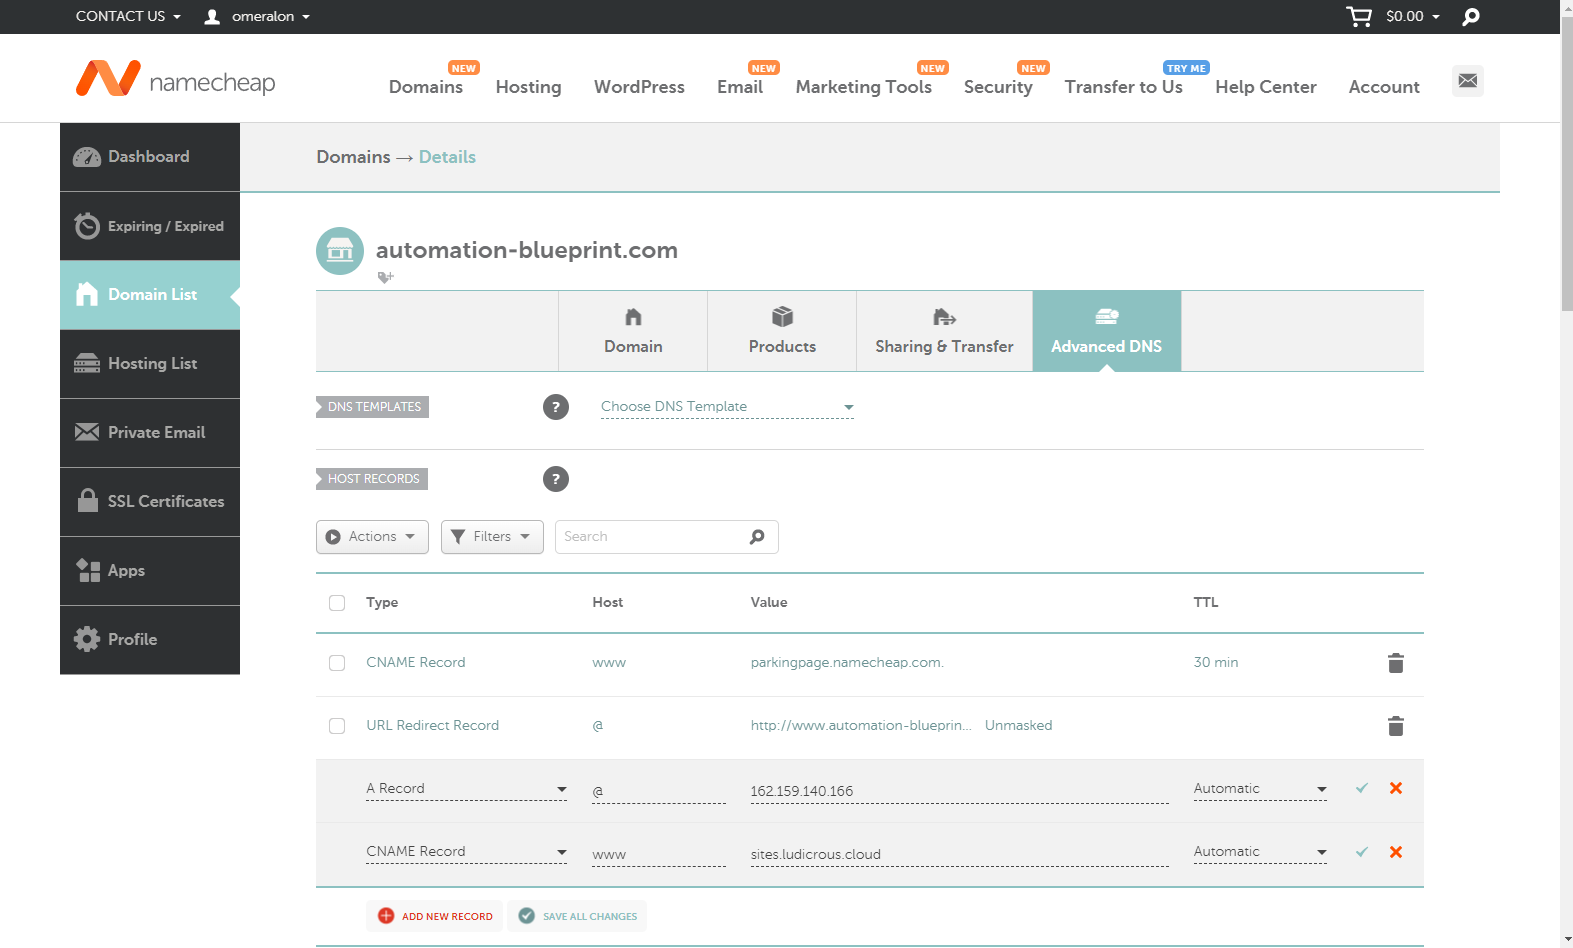 CONTACT US
omeralon
$0.00
namecheap
Domains NEW
Hosting
WordPress
Email NEW
Marketing Tools NEW
Security NEW
Transfer to Us TRY ME
Help Center
Account
Dashboard
Expiring / Expired
Domain List
Hosting List
Private Email
SSL Certificates
Apps
Profile
Domains → Details
automation-blueprint.com
Domain
Products
Sharing & Transfer
Advanced DNS
DNS TEMPLATES ? Choose DNS Template
HOST RECORDS ?
Actions Filters Search
Type Host Value TTL
CNAME Record www parkingpage.namecheap.com. 30 min
URL Redirect Record @ http://www.automation-blueprin... Unmasked
A Record @ 162.159.140.166 Automatic
CNAME Record www sites.ludicrous.cloud Automatic
ADD NEW RECORD SAVE ALL CHANGES